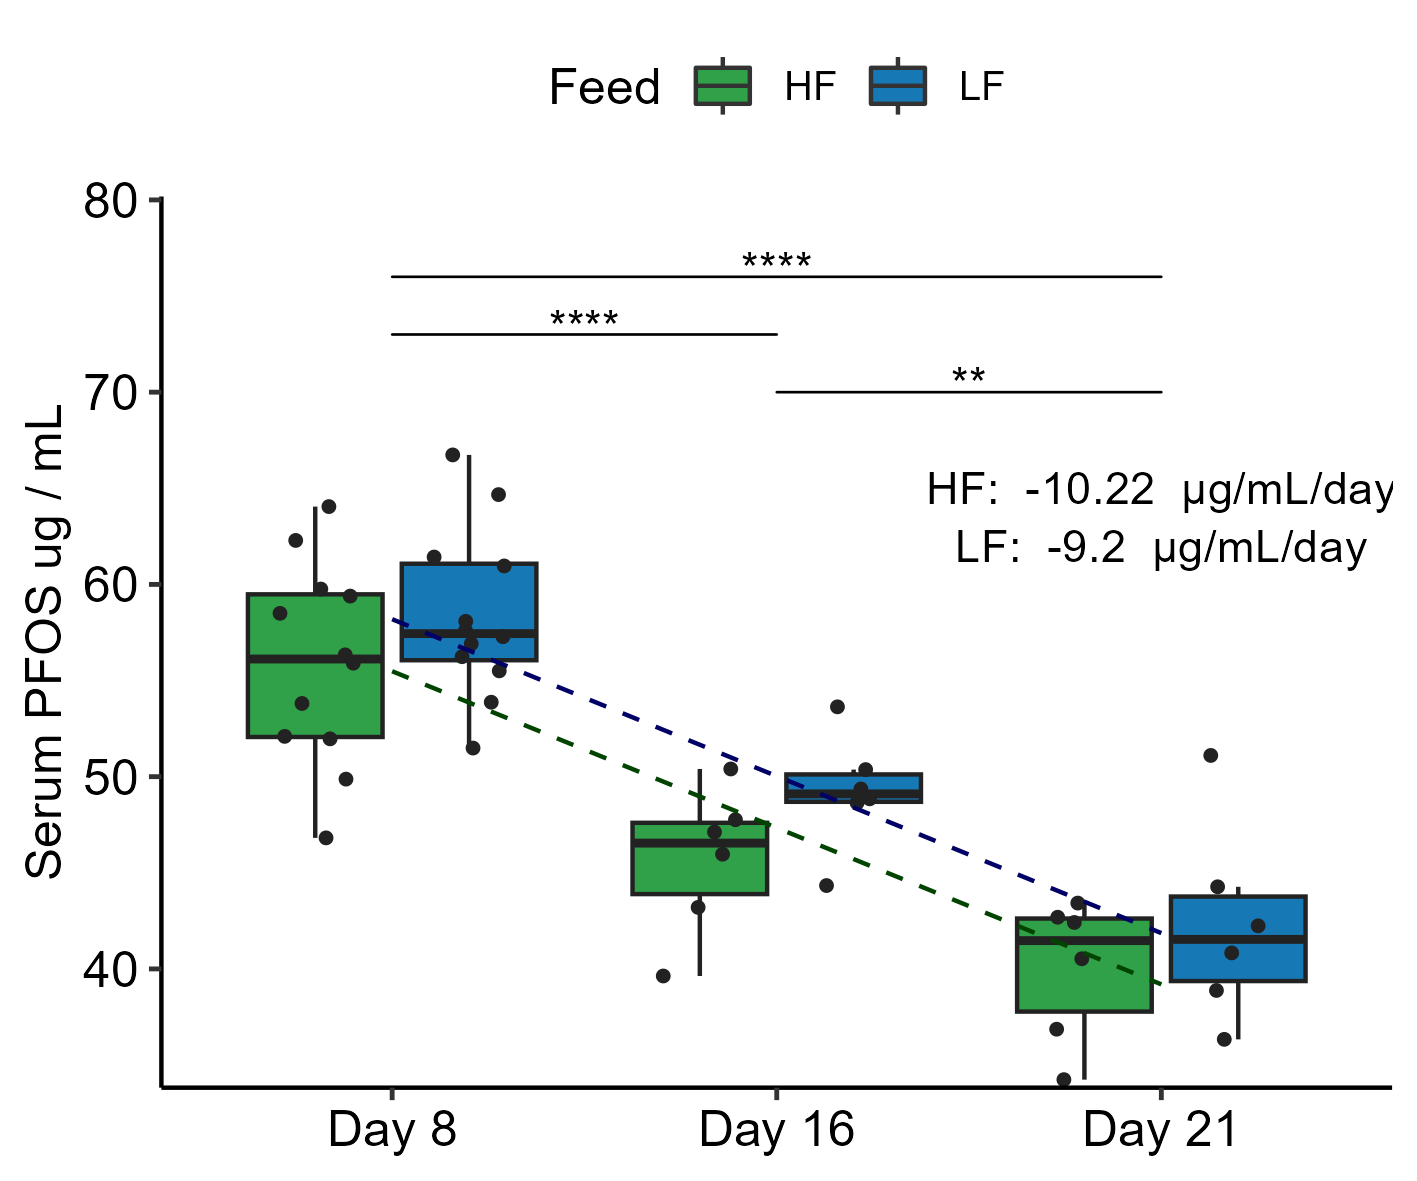 Feed HF LF
80
****
****
70
**
HF: -10.22 µg/mL/day
LF: -9.2 µg/mL/day
60
50
40
Serum PFOS ug / mL
Day 8 Day 16 Day 21